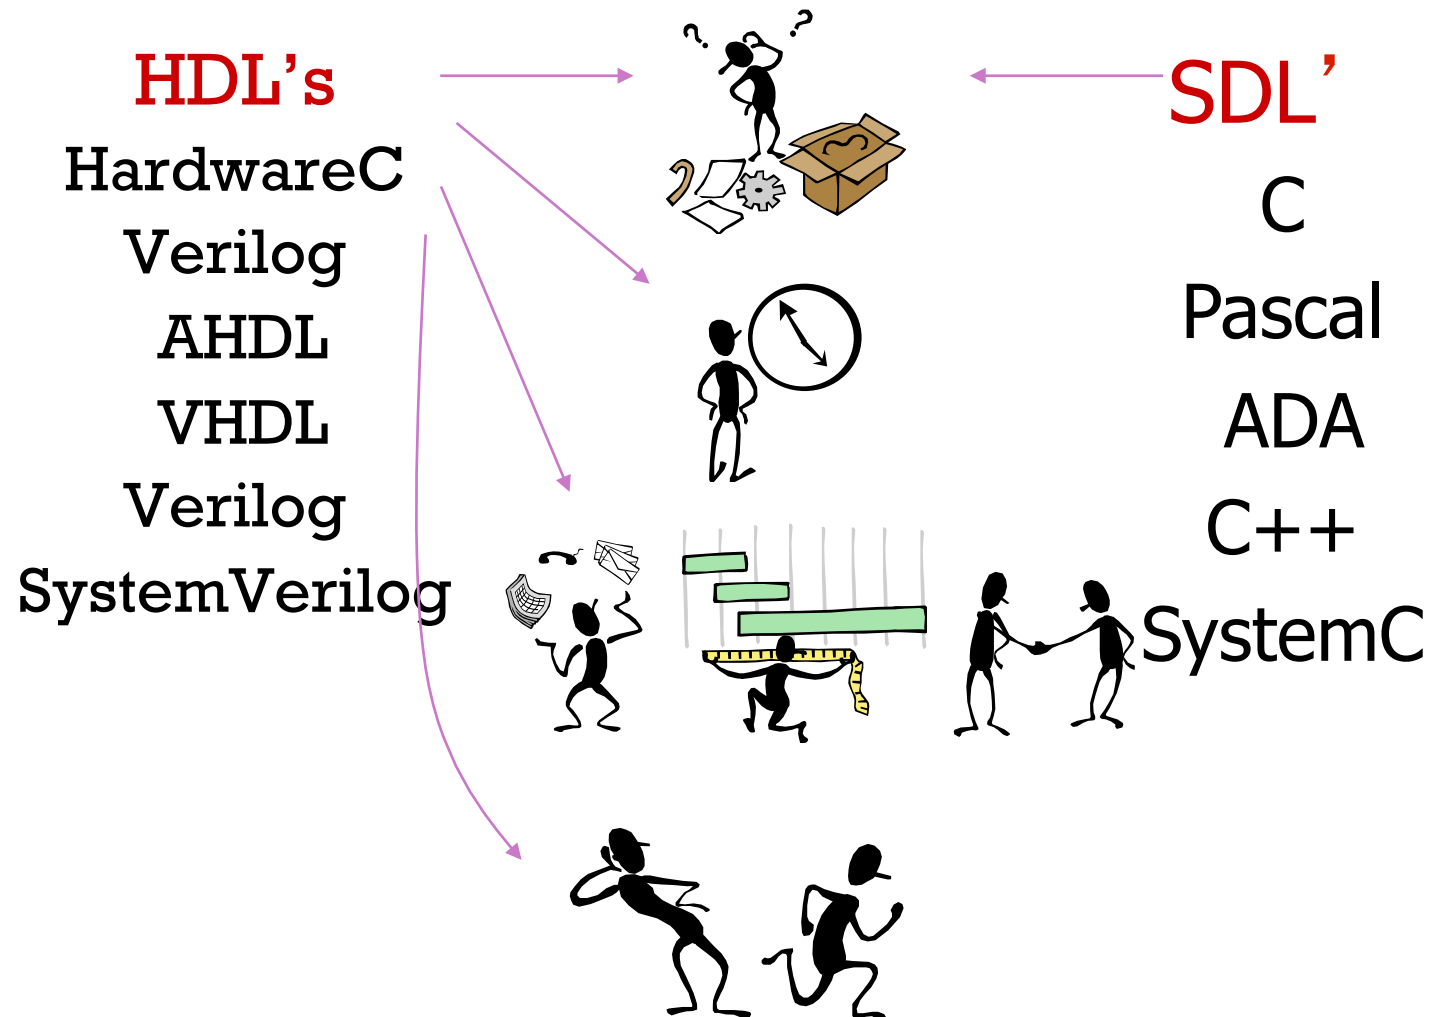 HDL's
HardwareC
Verilog
AHDL
VHDL
Verilog
SystemVerilog
? ?
SDL'
C
Pascal
ADA
C++
SystemC